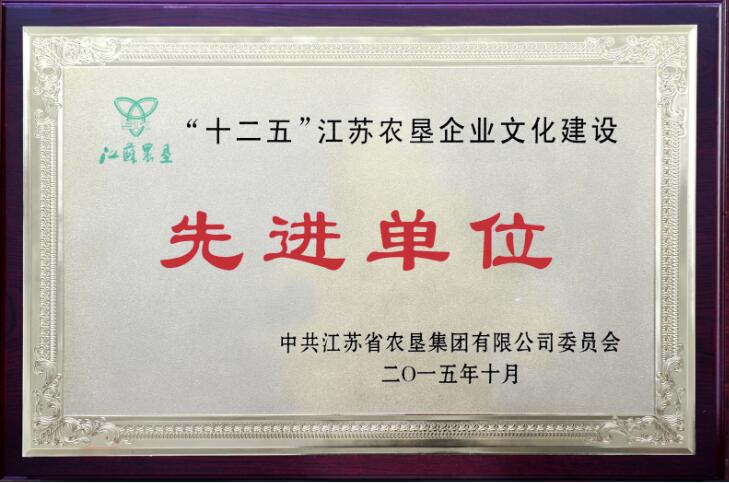 江苏农垦
“十二五”江苏农垦企业文化建设
先进单位
中共江苏省农垦集团有限公司委员会
二〇一五年十月